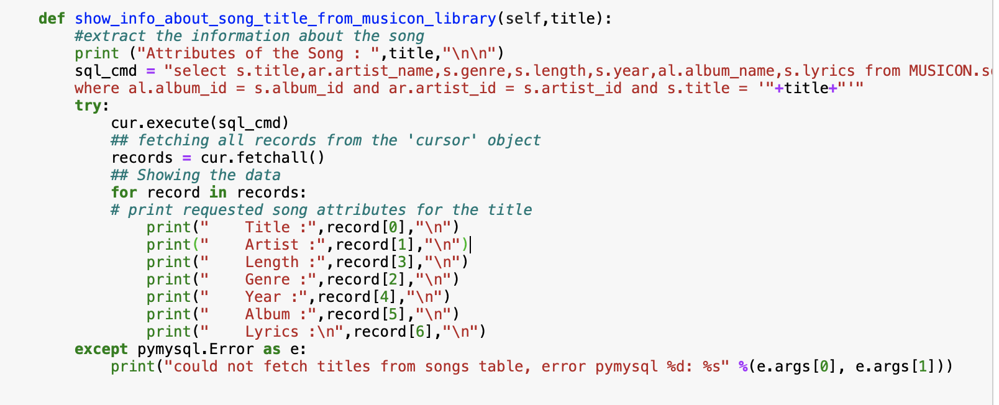 def show_info_about_song_title_from_musicon_library(self,title):
#extract the information about the song
print ("Attributes of the Song : ",title,"\n\n")
sql_cmd = "select s.title,ar.artist_name,s.genre,s.length,s.year,al.album_name,s.lyrics from MUSICON.s
where al.album_id = s.album_id and ar.artist_id = s.artist_id and s.title = '"+title+"'"
try:
cur.execute(sql_cmd)
## fetching all records from the 'cursor' object
records = cur.fetchall()
## Showing the data
for record in records:
# print requested song attributes for the title
print("    Title :",record[0],"\n")
print("    Artist :",record[1],"\n")
print("    Length :",record[3],"\n")
print("    Genre :",record[2],"\n")
print("    Year :",record[4],"\n")
print("    Album :",record[5],"\n")
print("    Lyrics :\n",record[6],"\n")
except pymysql.Error as e:
print("could not fetch titles from songs table, error pymysql %d: %s" %(e.args[0], e.args[1]))